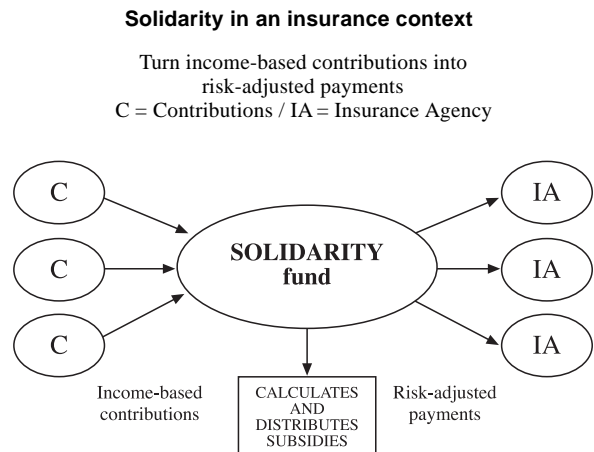 Solidarity in an insurance context
Turn income-based contributions into
risk-adjusted payments
C = Contributions / IA = Insurance Agency
C
IA
SOLIDARITY
fund
C
IA
C
IA
Income-based
contributions
CALCULATES
AND
DISTRIBUTES
SUBSIDIES
Risk-adjusted
payments